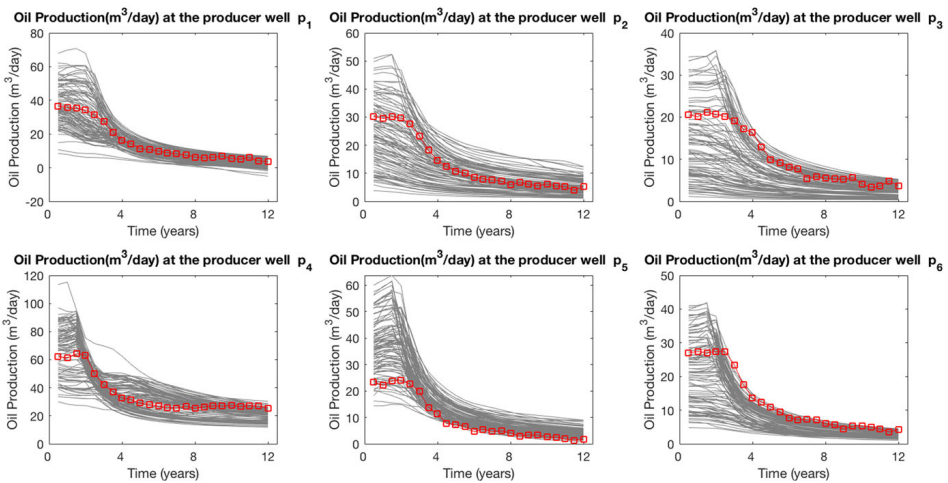 Oil Production(m³/day) at the producer well p₁
Oil Production (m³/day)
80
60
40
20
0
-20
0 4 8 12
Time (years)
Oil Production(m³/day) at the producer well p₂
Oil Production (m³/day)
60
50
40
30
20
10
0
0 4 8 12
Time (years)
Oil Production(m³/day) at the producer well p₃
Oil Production (m³/day)
40
30
20
10
0
0 4 8 12
Time (years)
Oil Production(m³/day) at the producer well p₄
Oil Production (m³/day)
120
100
80
60
40
20
0
0 4 8 12
Time (years)
Oil Production(m³/day) at the producer well p₅
Oil Production (m³/day)
60
50
40
30
20
10
0
0 4 8 12
Time (years)
Oil Production(m³/day) at the producer well p₆
Oil Production (m³/day)
50
40
30
20
10
0
0 4 8 12
Time (years)